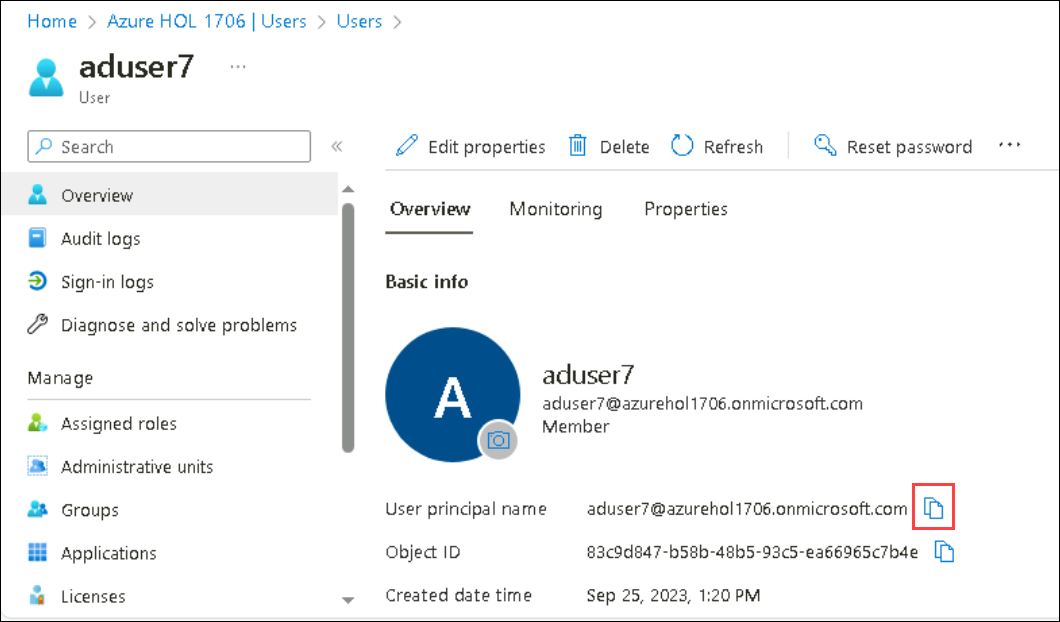 Home > Azure HOL 1706 | Users > Users >
aduser7 ...
User
Search «
Edit properties Delete Refresh Reset password ...
Overview
Audit logs
Sign-in logs
Diagnose and solve problems
Manage
Assigned roles
Administrative units
Groups
Applications
Licenses
Overview Monitoring Properties
Basic info
A
aduser7
aduser7@azurehol1706.onmicrosoft.com
Member
User principal name aduser7@azurehol1706.onmicrosoft.com
Object ID 83c9d847-b58b-48b5-93c5-ea66965c7b4e
Created date time Sep 25, 2023, 1:20 PM